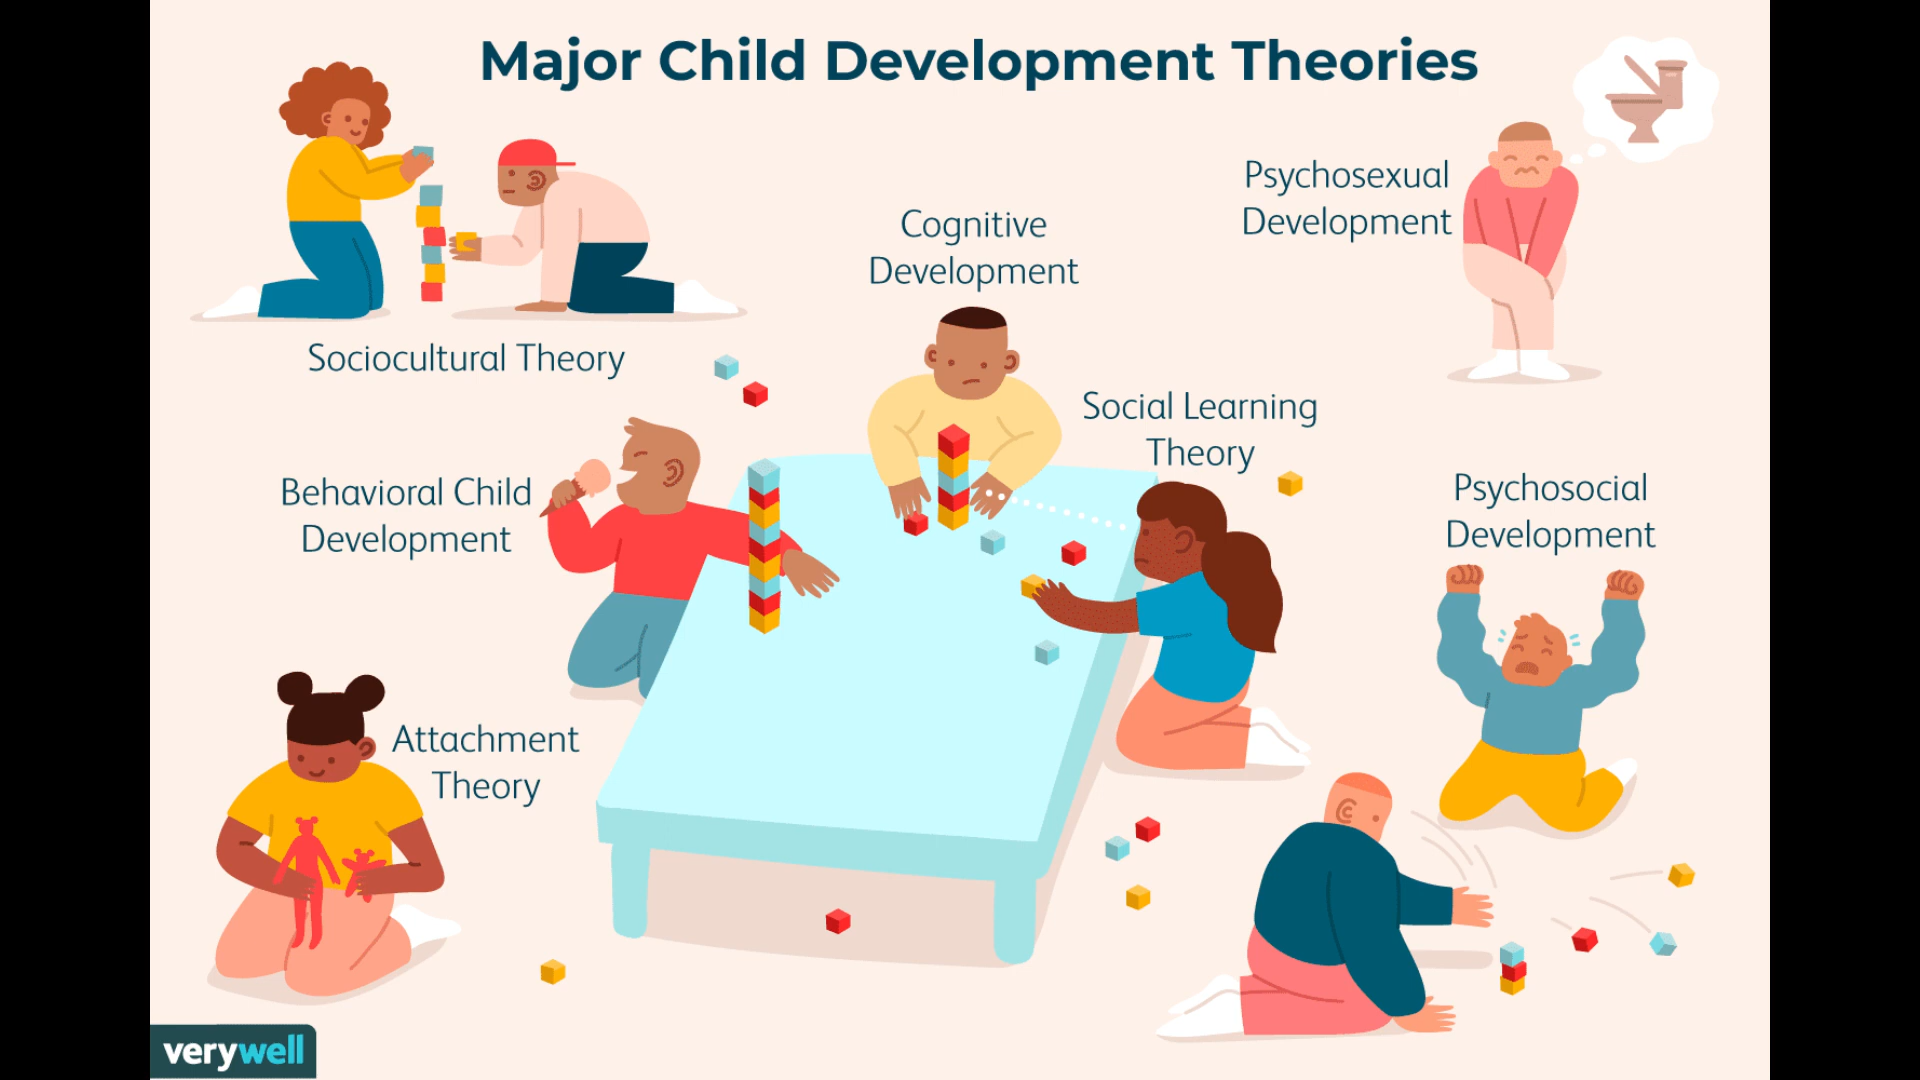 Major Child Development Theories
Psychosexual
Development
Cognitive
Development
Sociocultural Theory
Social Learning
Theory
Behavioral Child
Development
Psychosocial
Development
Attachment
Theory
verywell